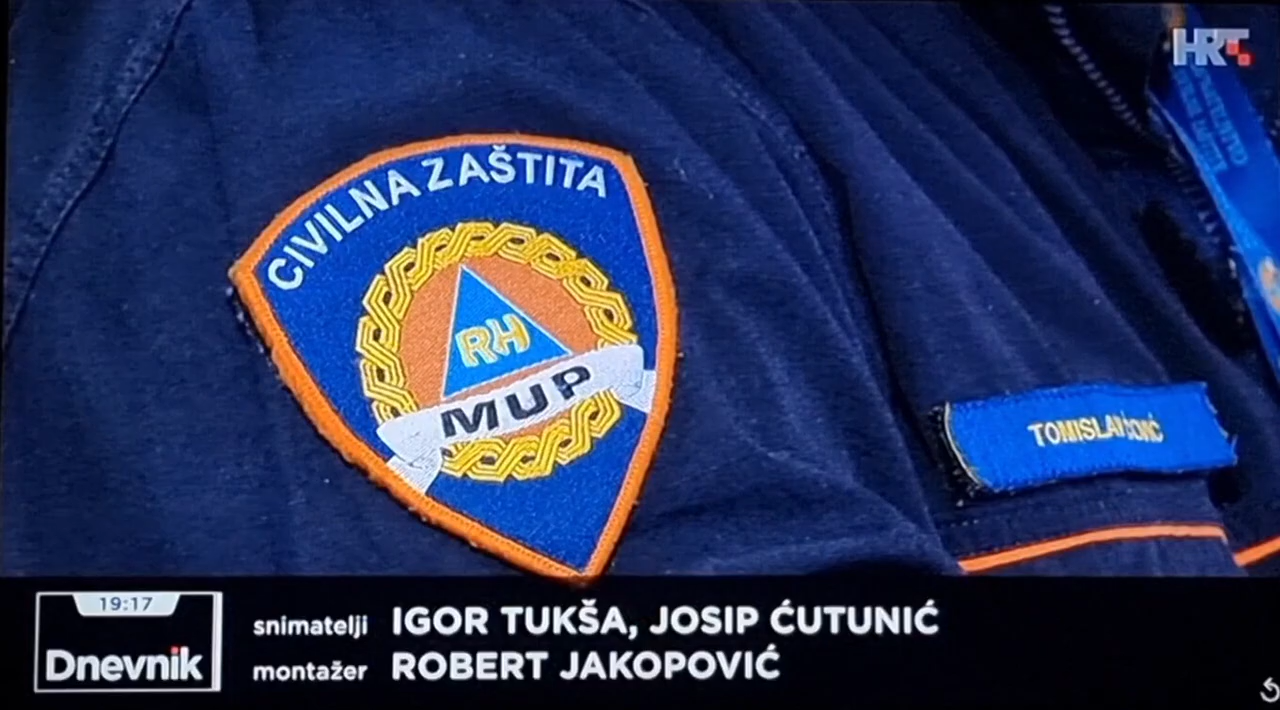 HRT
CIVILNA ZAŠTITA
RH
MUP
19:17
Dnevnik
snimatelji IGOR TUKŠA, JOSIP ĆUTUNIĆ
montažer ROBERT JAKOPOVIĆ